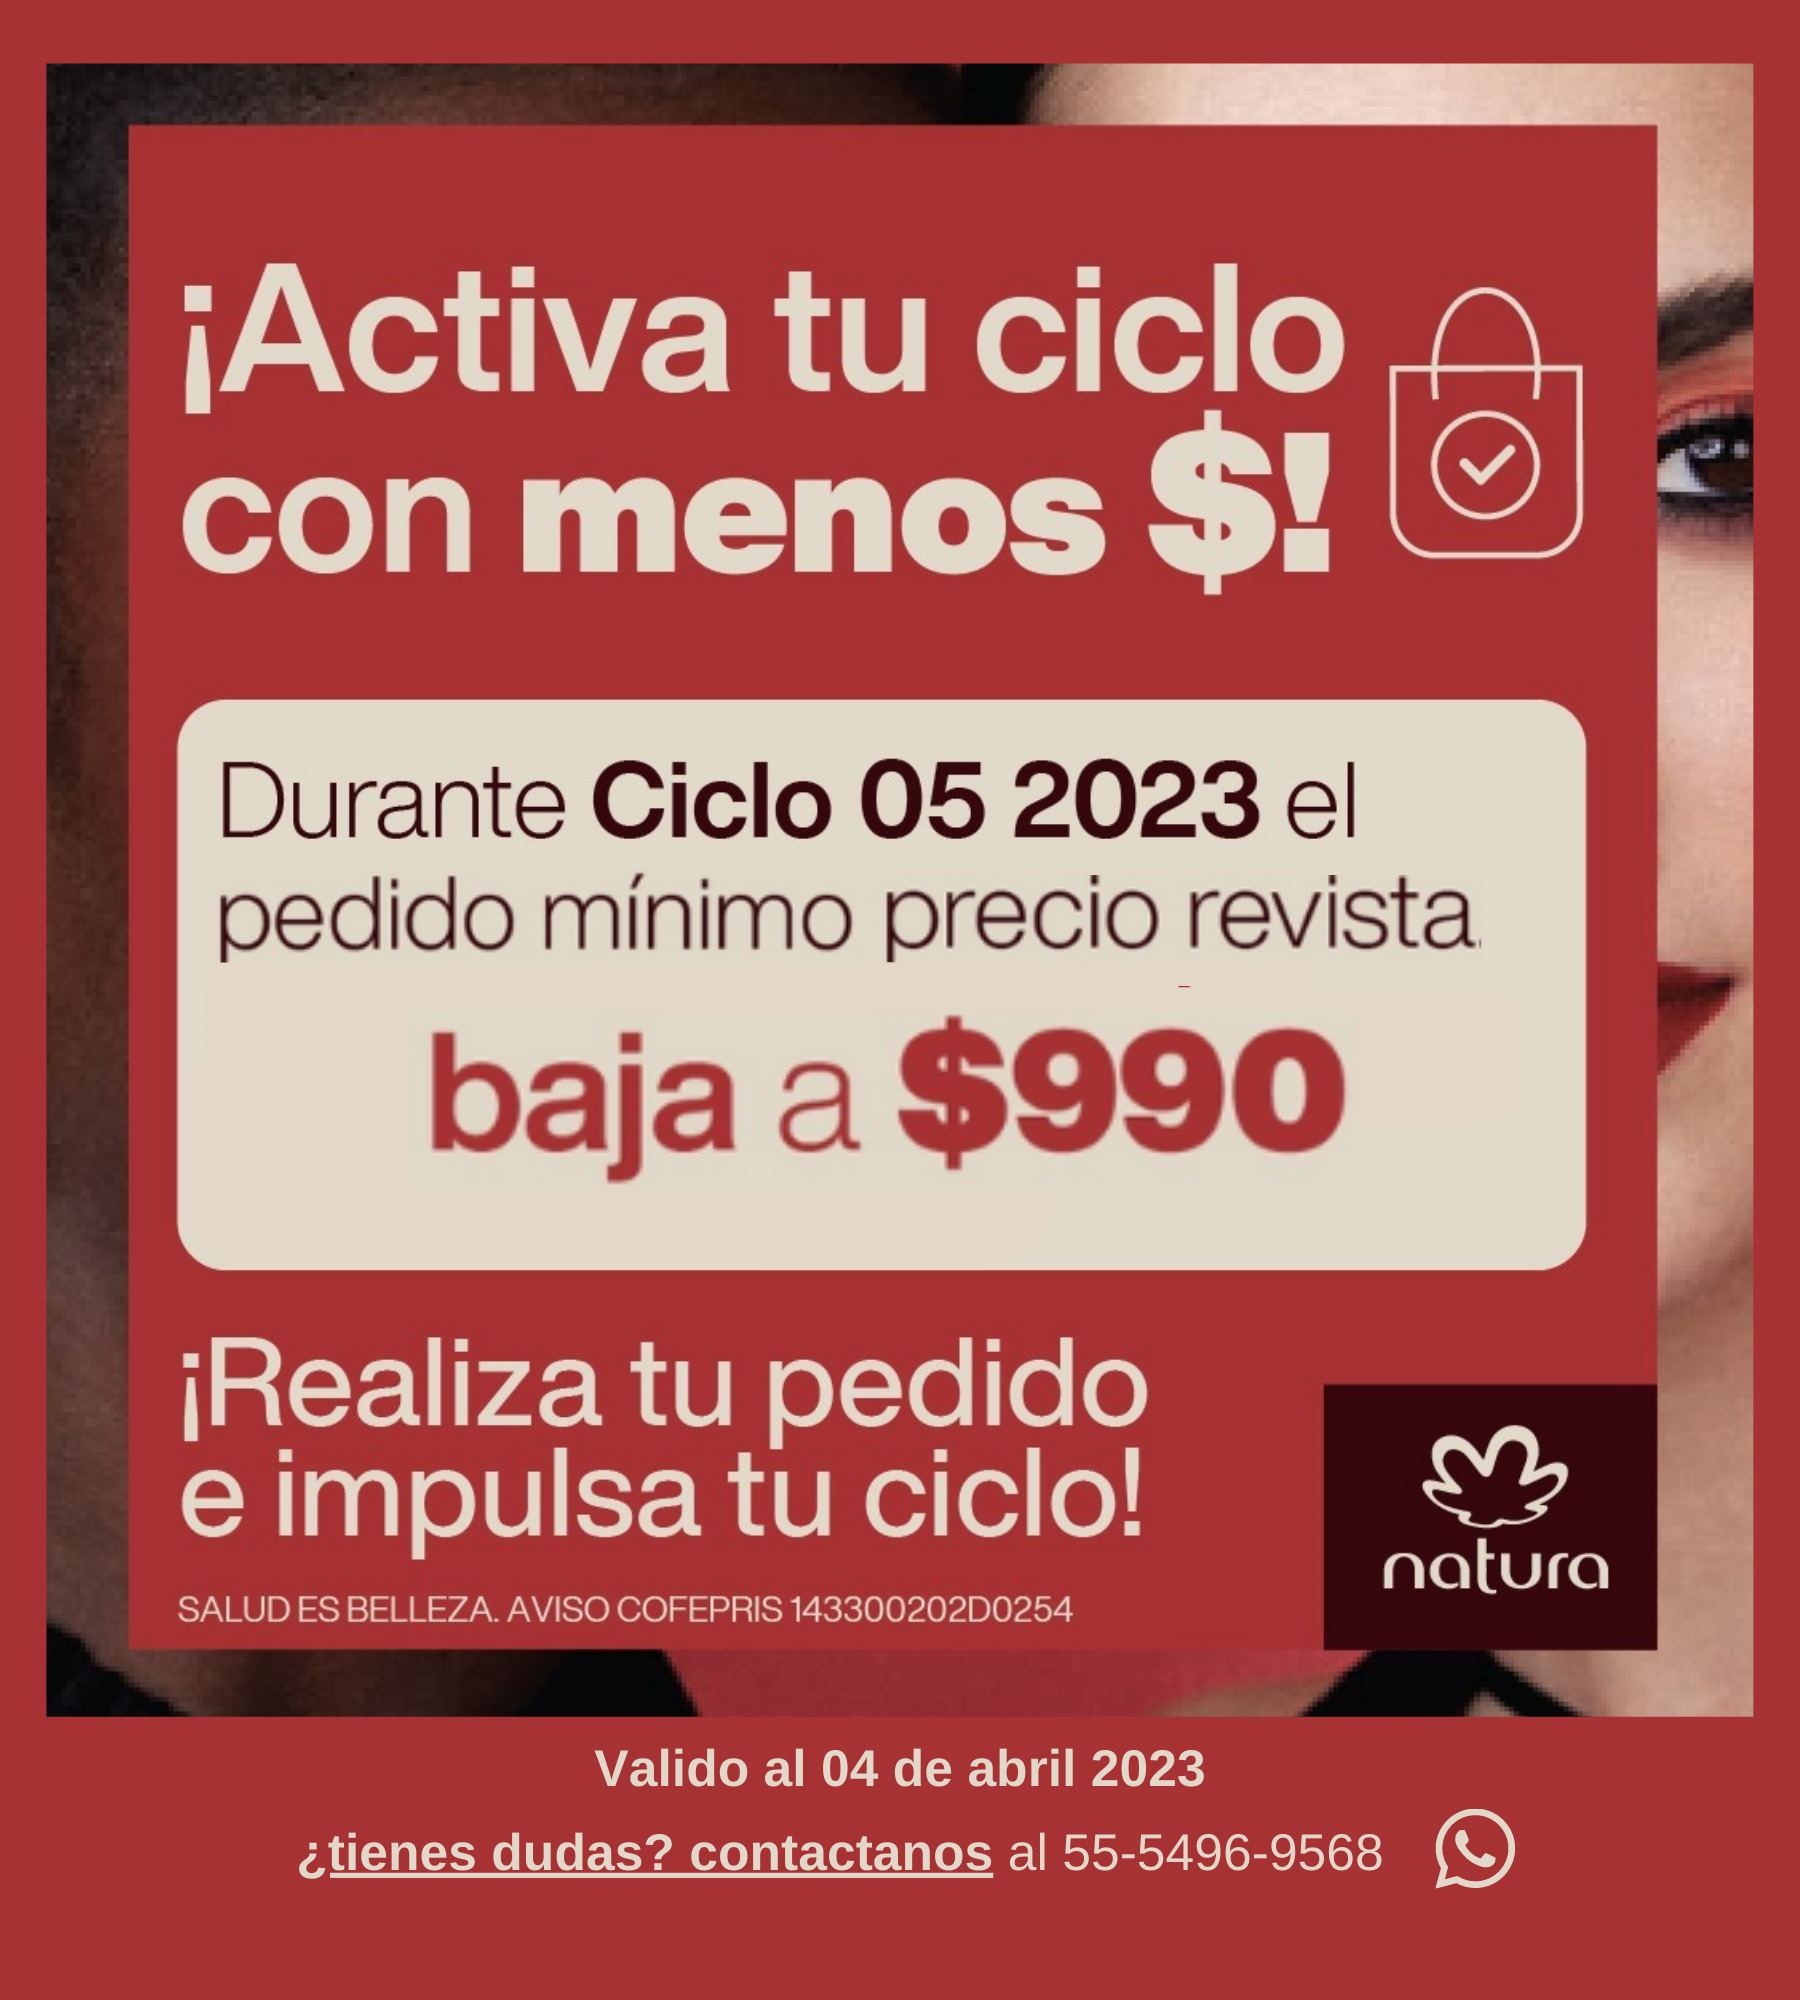 ¡Activa tu ciclo
con menos $!
Durante Ciclo 05 2023 el
pedido mínimo precio revista.
baja a $990
¡Realiza tu pedido
e impulsa tu ciclo!
natura
SALUD ES BELLEZA. AVISO COFEPRIS 143300202D0254
Valido al 04 de abril 2023
¿tienes dudas? contactanos al 55-5496-9568